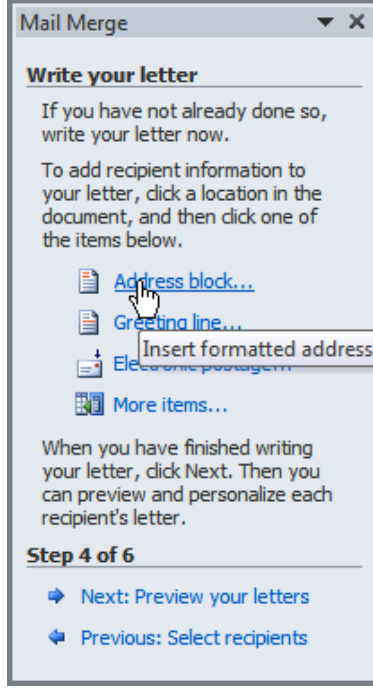 Mail Merge
Write your letter
If you have not already done so,
write your letter now.
To add recipient information to
your letter, click a location in the
document, and then click one of
the items below.
Address block...
Greeting line...
Insert formatted address
More items...
When you have finished writing
your letter, click Next. Then you
can preview and personalize each
recipient's letter.
Step 4 of 6
Next: Preview your letters
Previous: Select recipients